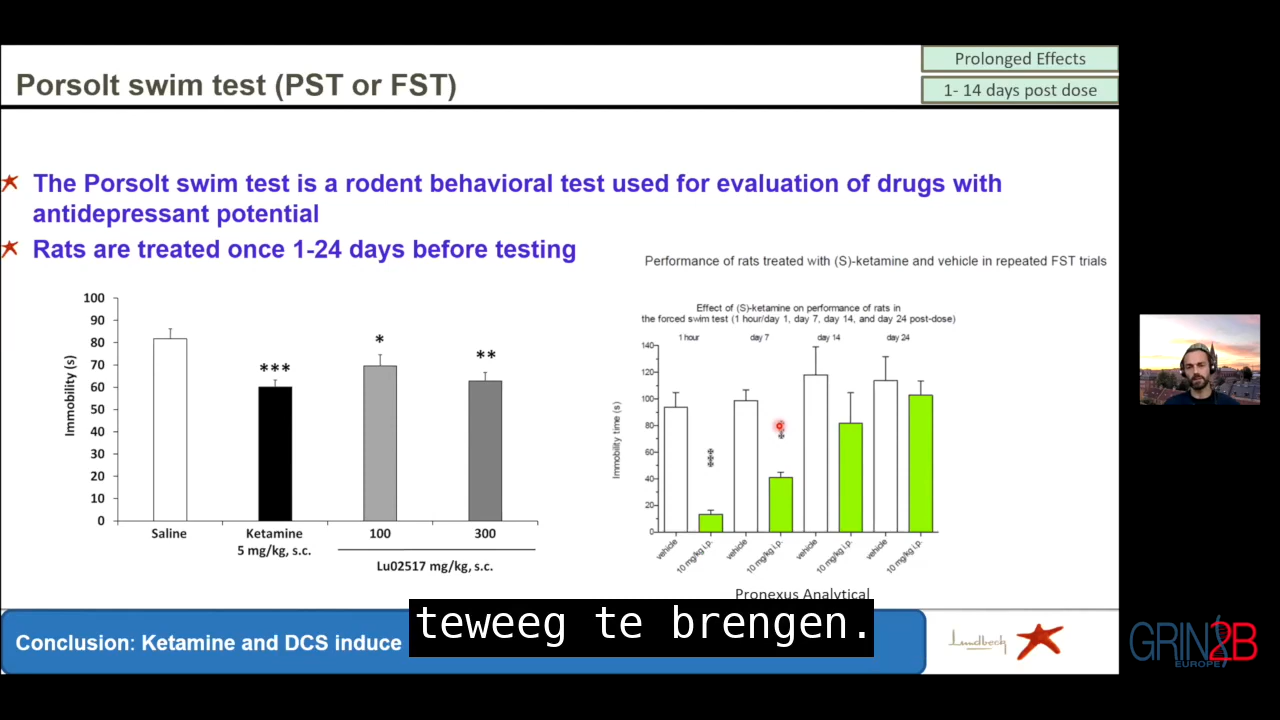 Porsolt swim test (PST or FST)
Prolonged Effects
1- 14 days post dose
The Porsolt swim test is a rodent behavioral test used for evaluation of drugs with
antidepressant potential
Rats are treated once 1-24 days before testing
Performance of rats treated with (S)-ketamine and vehicle in repeated FST trials
100
90
80
70
60
50
40
30
20
10
0
Immobility (s)
***
*
**
Saline
Ketamine
5 mg/kg, s.c.
100
300
Lu02517 mg/kg, s.c.
Effect of (S)-ketamine on performance of rats in
the forced swim test (1 hour/day 1, day 7, day 14, and day 24 post-dose)
1 hour
day 7
day 14
day 24
140
120
100
80
60
40
20
0
Immobility time (s)
vehicle
10 mg/kg i.p.
vehicle
10 mg/kg i.p.
vehicle
10 mg/kg i.p.
vehicle
10 mg/kg i.p.
Pronexus Analytical
Conclusion: Ketamine and DCS induce
teweeg te brengen.
Lundbeck
GRIN2B
EUROPE